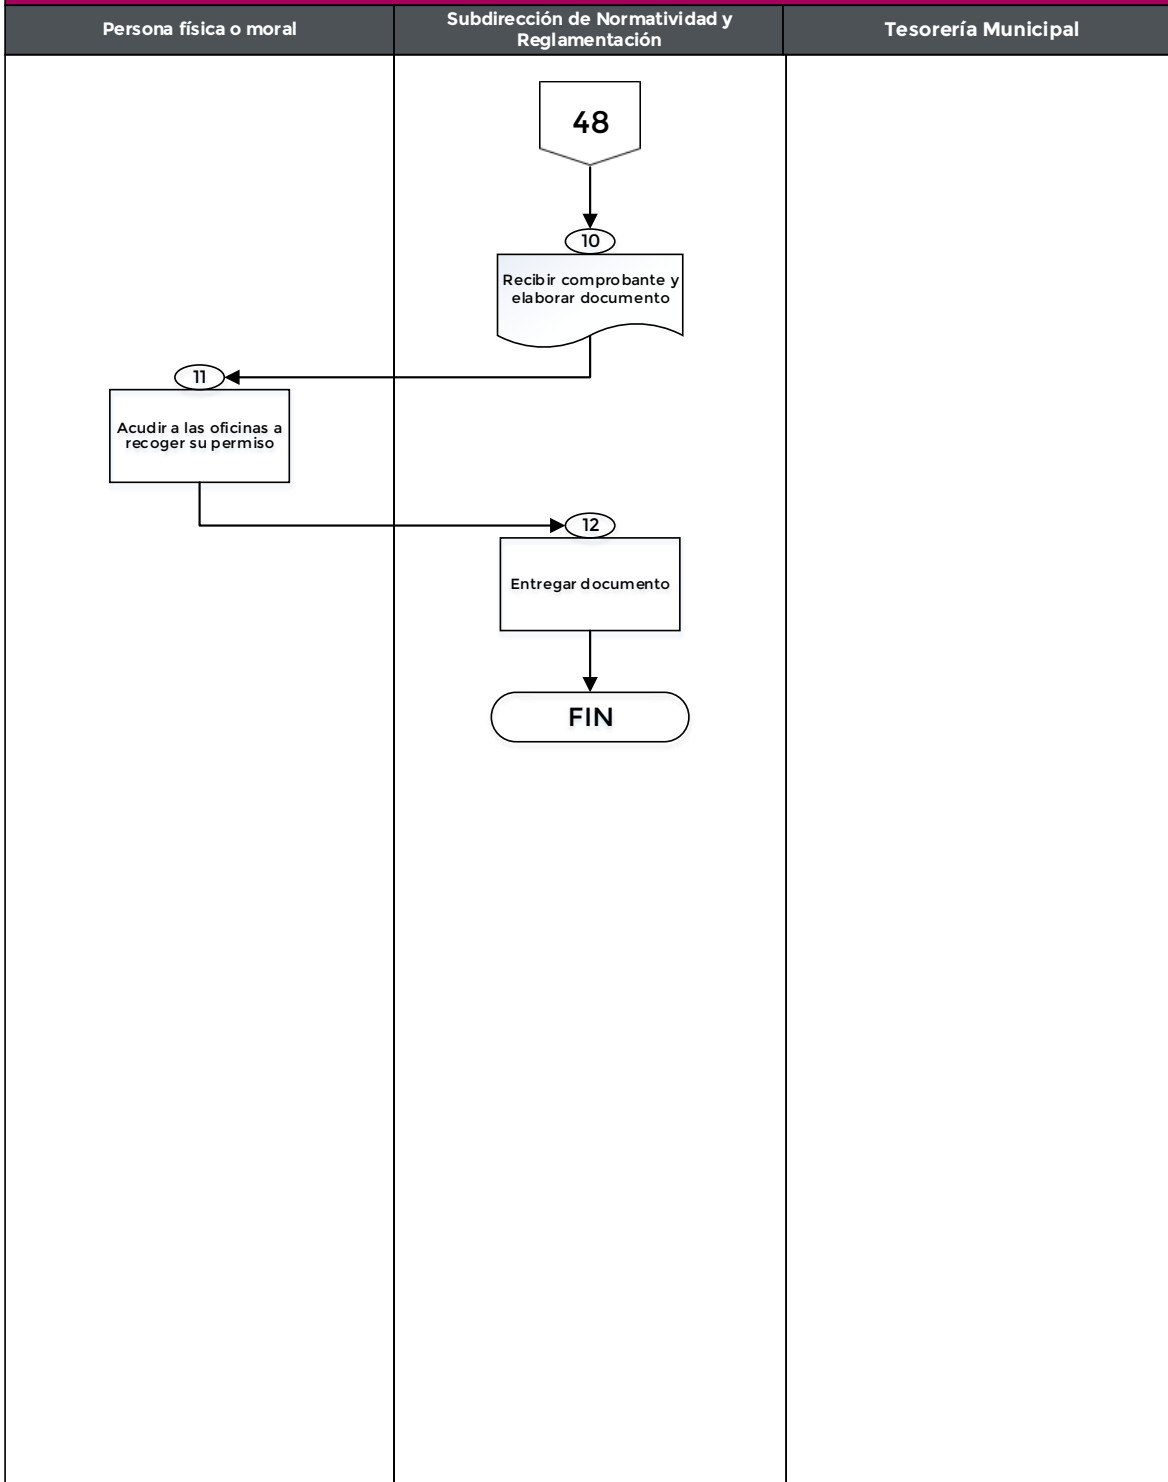 Persona física o moral
Subdirección de Normatividad y
Reglamentación
Tesorería Municipal
48
10
Recibir comprobante y
elaborar documento
11
Acudir a las oficinas a
recoger su permiso
12
Entregar documento
FIN